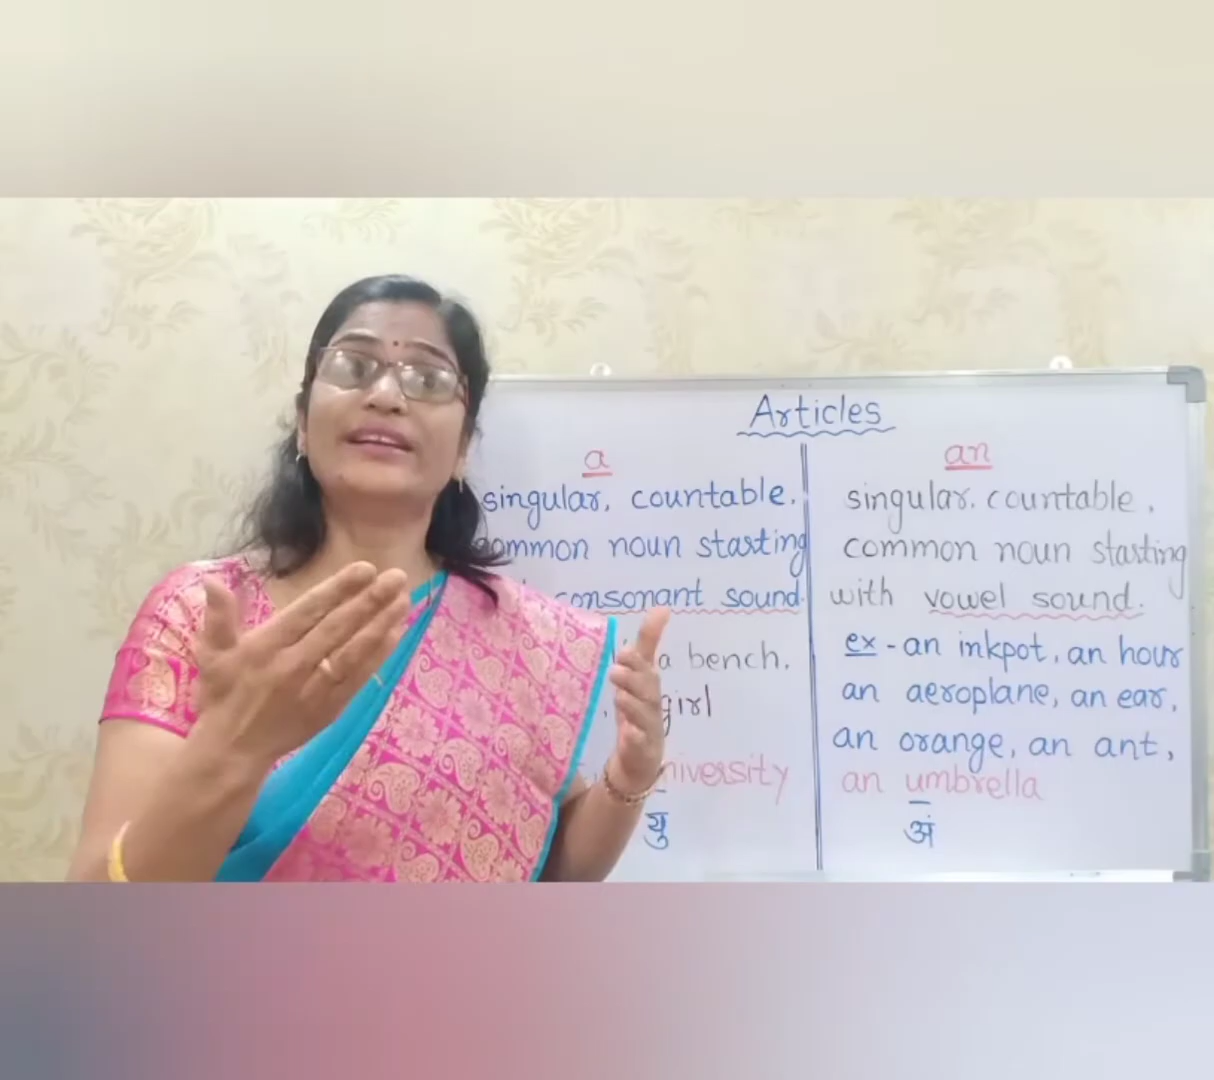 Articles
a
singular, countable,
common noun starting
consonant sound.
a bench,
girl
university
यु
an
singular. countable,
common noun starting
with vowel sound.
ex - an inkpot, an hour
an aeroplane, an ear,
an orange, an ant,
an umbrella
अं